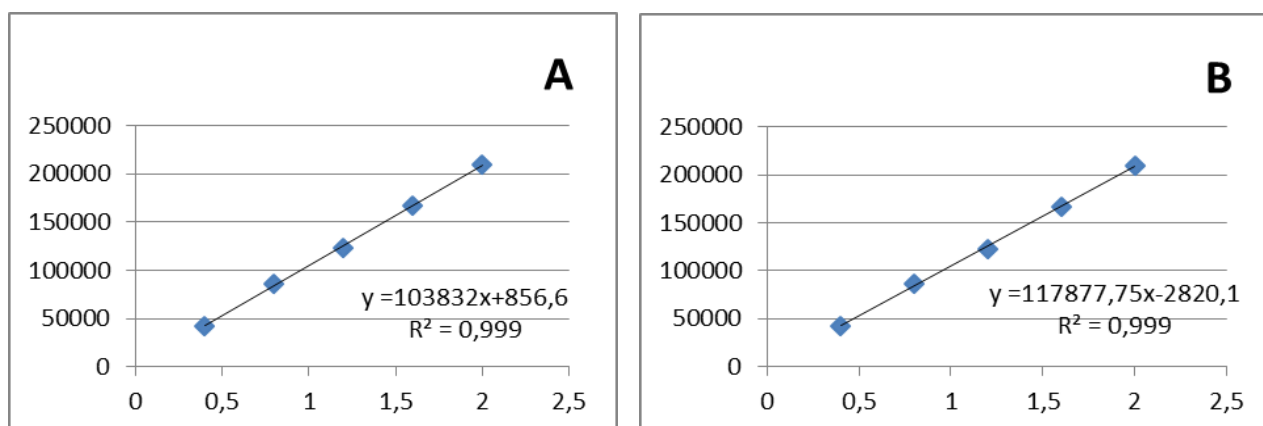 A
250000
200000
150000
100000
50000
0
y =103832x+856,6
R² = 0,999
0 0,5 1 1,5 2 2,5
B
250000
200000
150000
100000
50000
0
y =117877,75x-2820,1
R² = 0,999
0 0,5 1 1,5 2 2,5